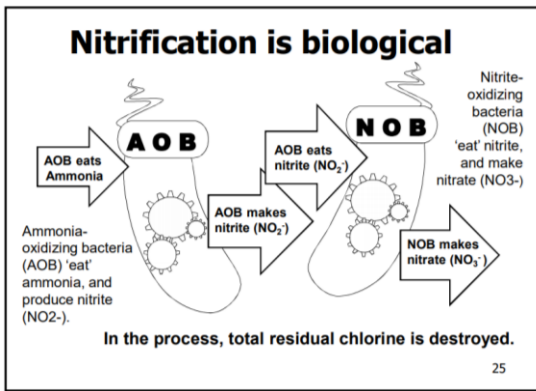 Nitrification is biological
AOB
AOB eats
Ammonia
Ammonia-
oxidizing bacteria
(AOB) ‘eat’
ammonia, and
produce nitrite
(NO2-).
AOB makes
nitrite (NO₂⁻)
AOB eats
nitrite (NO₂⁻)
NOB
Nitrite-
oxidizing
bacteria
(NOB)
‘eat’ nitrite,
and make
nitrate (NO3-)
NOB makes
nitrate (NO₃⁻)
In the process, total residual chlorine is destroyed.
25